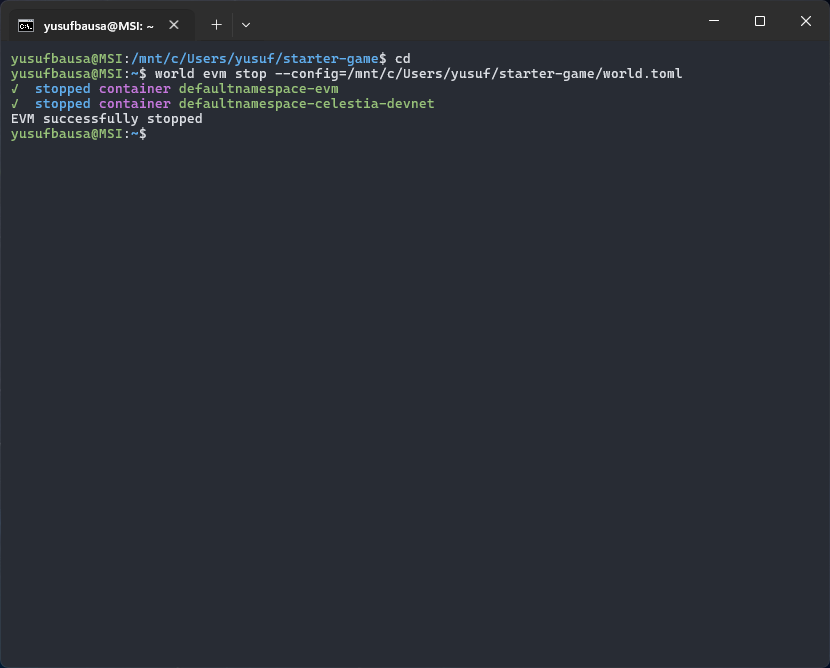 yusufbausa@MSI: ~
yusufbausa@MSI:/mnt/c/Users/yusuf/starter-game$ cd
yusufbausa@MSI:~$ world evm stop --config=/mnt/c/Users/yusuf/starter-game/world.toml
✓ stopped container defaultnamespace-evm
✓ stopped container defaultnamespace-celestia-devnet
EVM successfully stopped
yusufbausa@MSI:~$